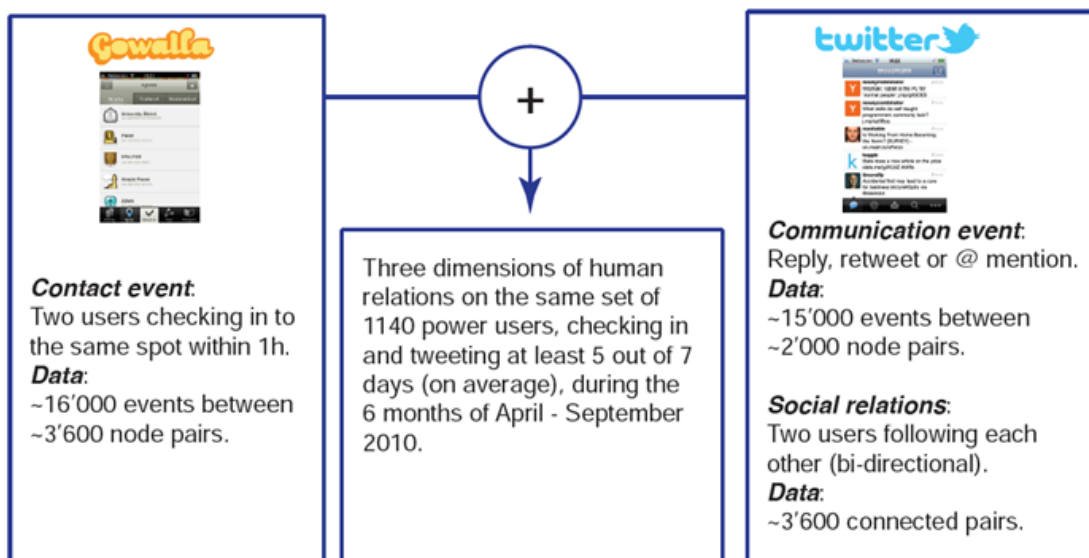 Gowalla
Contact event:
Two users checking in to
the same spot within 1h.
Data:
~16'000 events between
~3'600 node pairs.
+
Three dimensions of human
relations on the same set of
1140 power users, checking in
and tweeting at least 5 out of 7
days (on average), during the
6 months of April - September
2010.
twitter
Communication event:
Reply, retweet or @ mention.
Data:
~15'000 events between
~2'000 node pairs.
Social relations:
Two users following each
other (bi-directional).
Data:
~3'600 connected pairs.